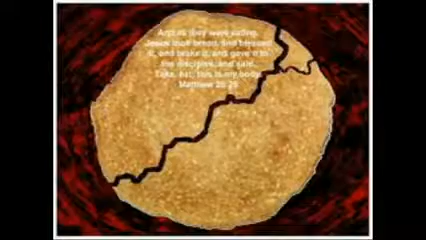 And as they were eating,
Jesus took bread, and blessed
it, and brake it, and gave it to
the disciples, and said,
Take, eat; this is my body.
Matthew 26:26